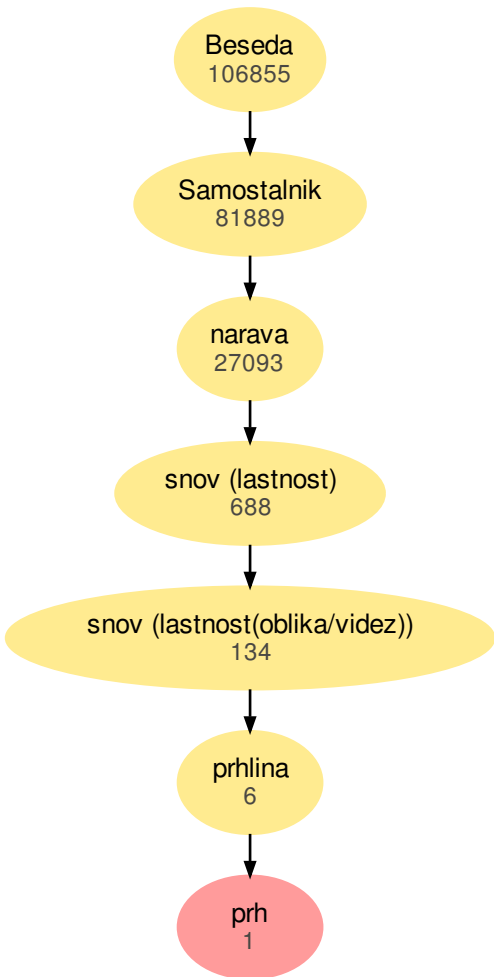 Beseda
106855
Samostalnik
81889
narava
27093
snov (lastnost)
688
snov (lastnost(oblika/videz))
134
prhlina
6
prh
1